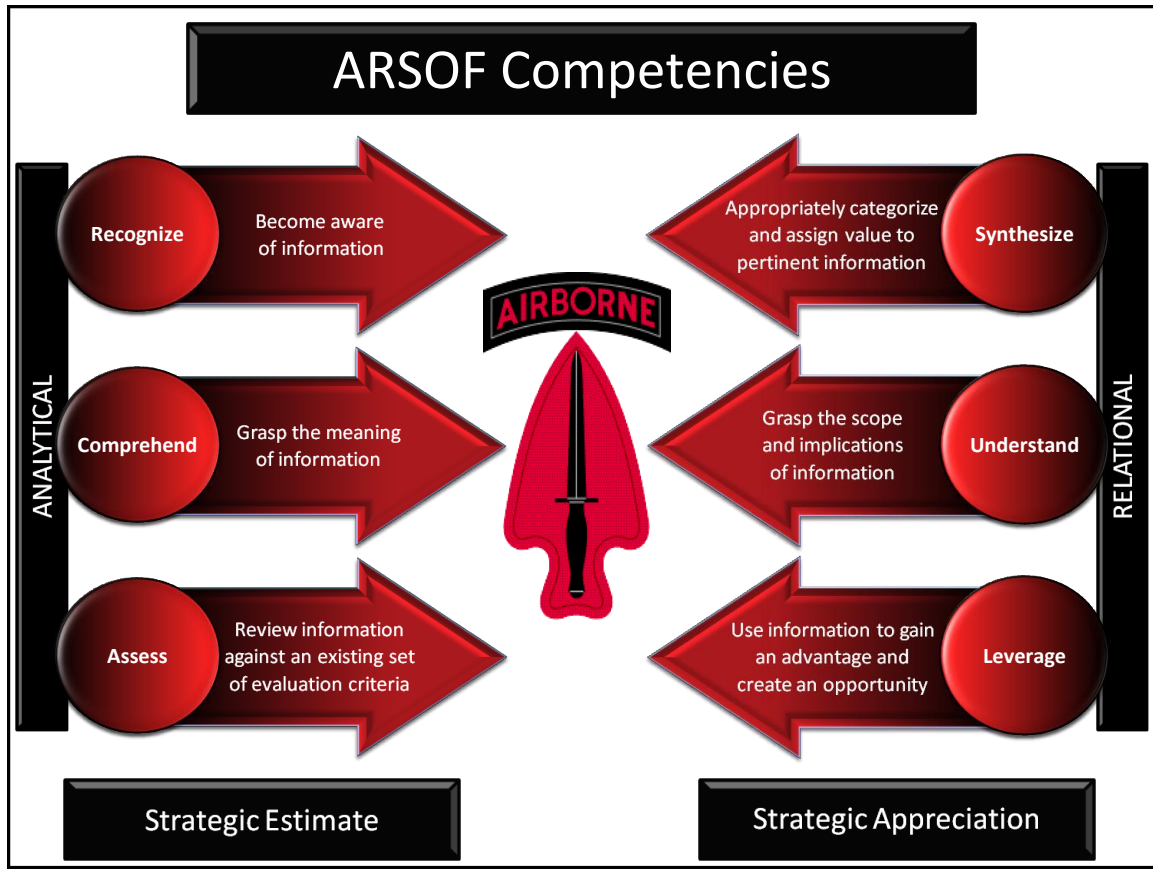 ARSOF Competencies
ANALYTICAL
Recognize
Become aware
of information
Comprehend
Grasp the meaning
of information
Assess
Review information
against an existing set
of evaluation criteria
Strategic Estimate
AIRBORNE
Appropriately categorize
and assign value to
pertinent information
Synthesize
Grasp the scope
and implications
of information
Understand
Use information to gain
an advantage and
create an opportunity
Leverage
RELATIONAL
Strategic Appreciation